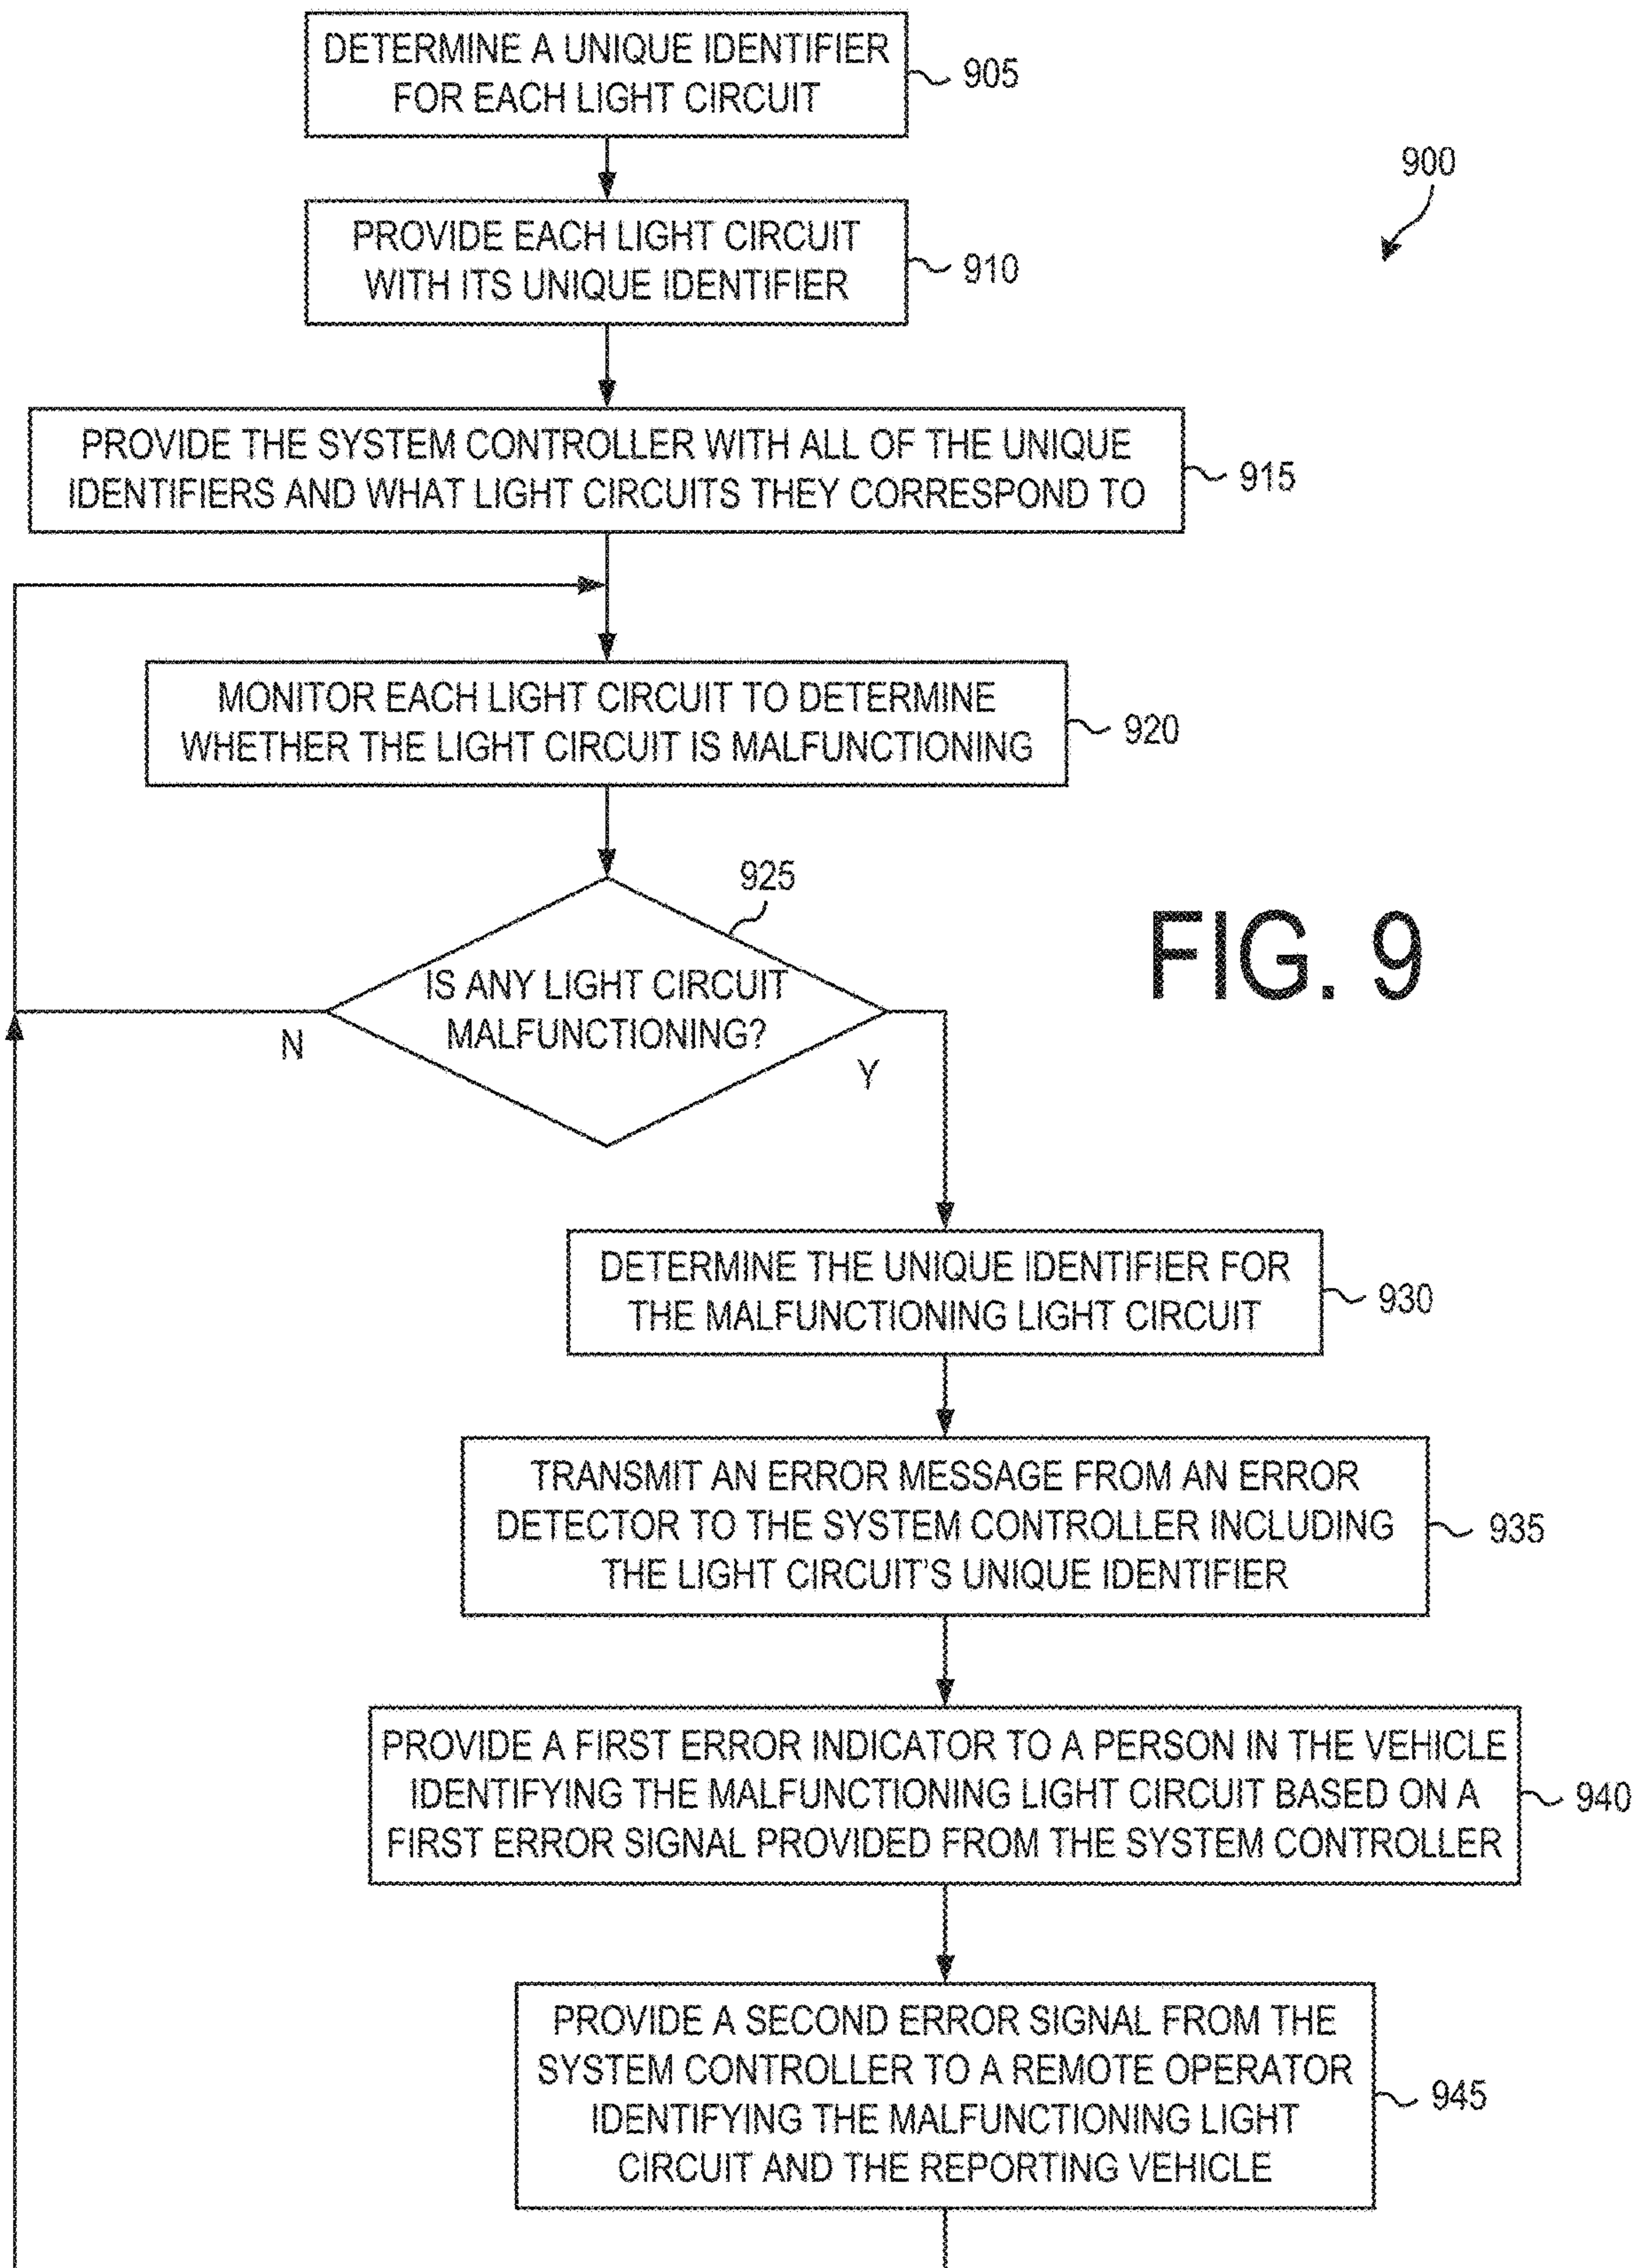 DETERMINE A UNIQUE IDENTIFIER
FOR EACH LIGHT CIRCUIT
905
900
PROVIDE EACH LIGHT CIRCUIT
WITH ITS UNIQUE IDENTIFIER
910
PROVIDE THE SYSTEM CONTROLLER WITH ALL OF THE UNIQUE
IDENTIFIERS AND WHAT LIGHT CIRCUITS THEY CORRESPOND TO
915
MONITOR EACH LIGHT CIRCUIT TO DETERMINE
WHETHER THE LIGHT CIRCUIT IS MALFUNCTIONING
920
925
IS ANY LIGHT CIRCUIT
MALFUNCTIONING?
N
Y
FIG. 9
DETERMINE THE UNIQUE IDENTIFIER FOR
THE MALFUNCTIONING LIGHT CIRCUIT
930
TRANSMIT AN ERROR MESSAGE FROM AN ERROR
DETECTOR TO THE SYSTEM CONTROLLER INCLUDING
THE LIGHT CIRCUIT'S UNIQUE IDENTIFIER
935
PROVIDE A FIRST ERROR INDICATOR TO A PERSON IN THE VEHICLE
IDENTIFYING THE MALFUNCTIONING LIGHT CIRCUIT BASED ON A
FIRST ERROR SIGNAL PROVIDED FROM THE SYSTEM CONTROLLER
940
PROVIDE A SECOND ERROR SIGNAL FROM THE
SYSTEM CONTROLLER TO A REMOTE OPERATOR
IDENTIFYING THE MALFUNCTIONING LIGHT
CIRCUIT AND THE REPORTING VEHICLE
945